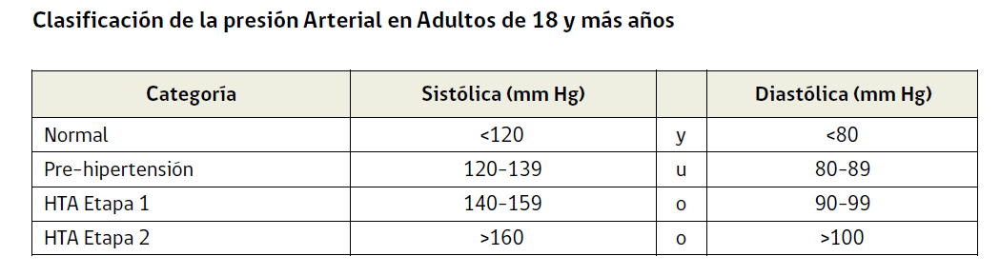 Clasificación de la presión Arterial en Adultos de 18 y más años
Categoría Sistólica (mm Hg) Diastólica (mm Hg)
Normal <120 y <80
Pre-hipertensión 120-139 u 80-89
HTA Etapa 1 140-159 o 90-99
HTA Etapa 2 >160 o >100